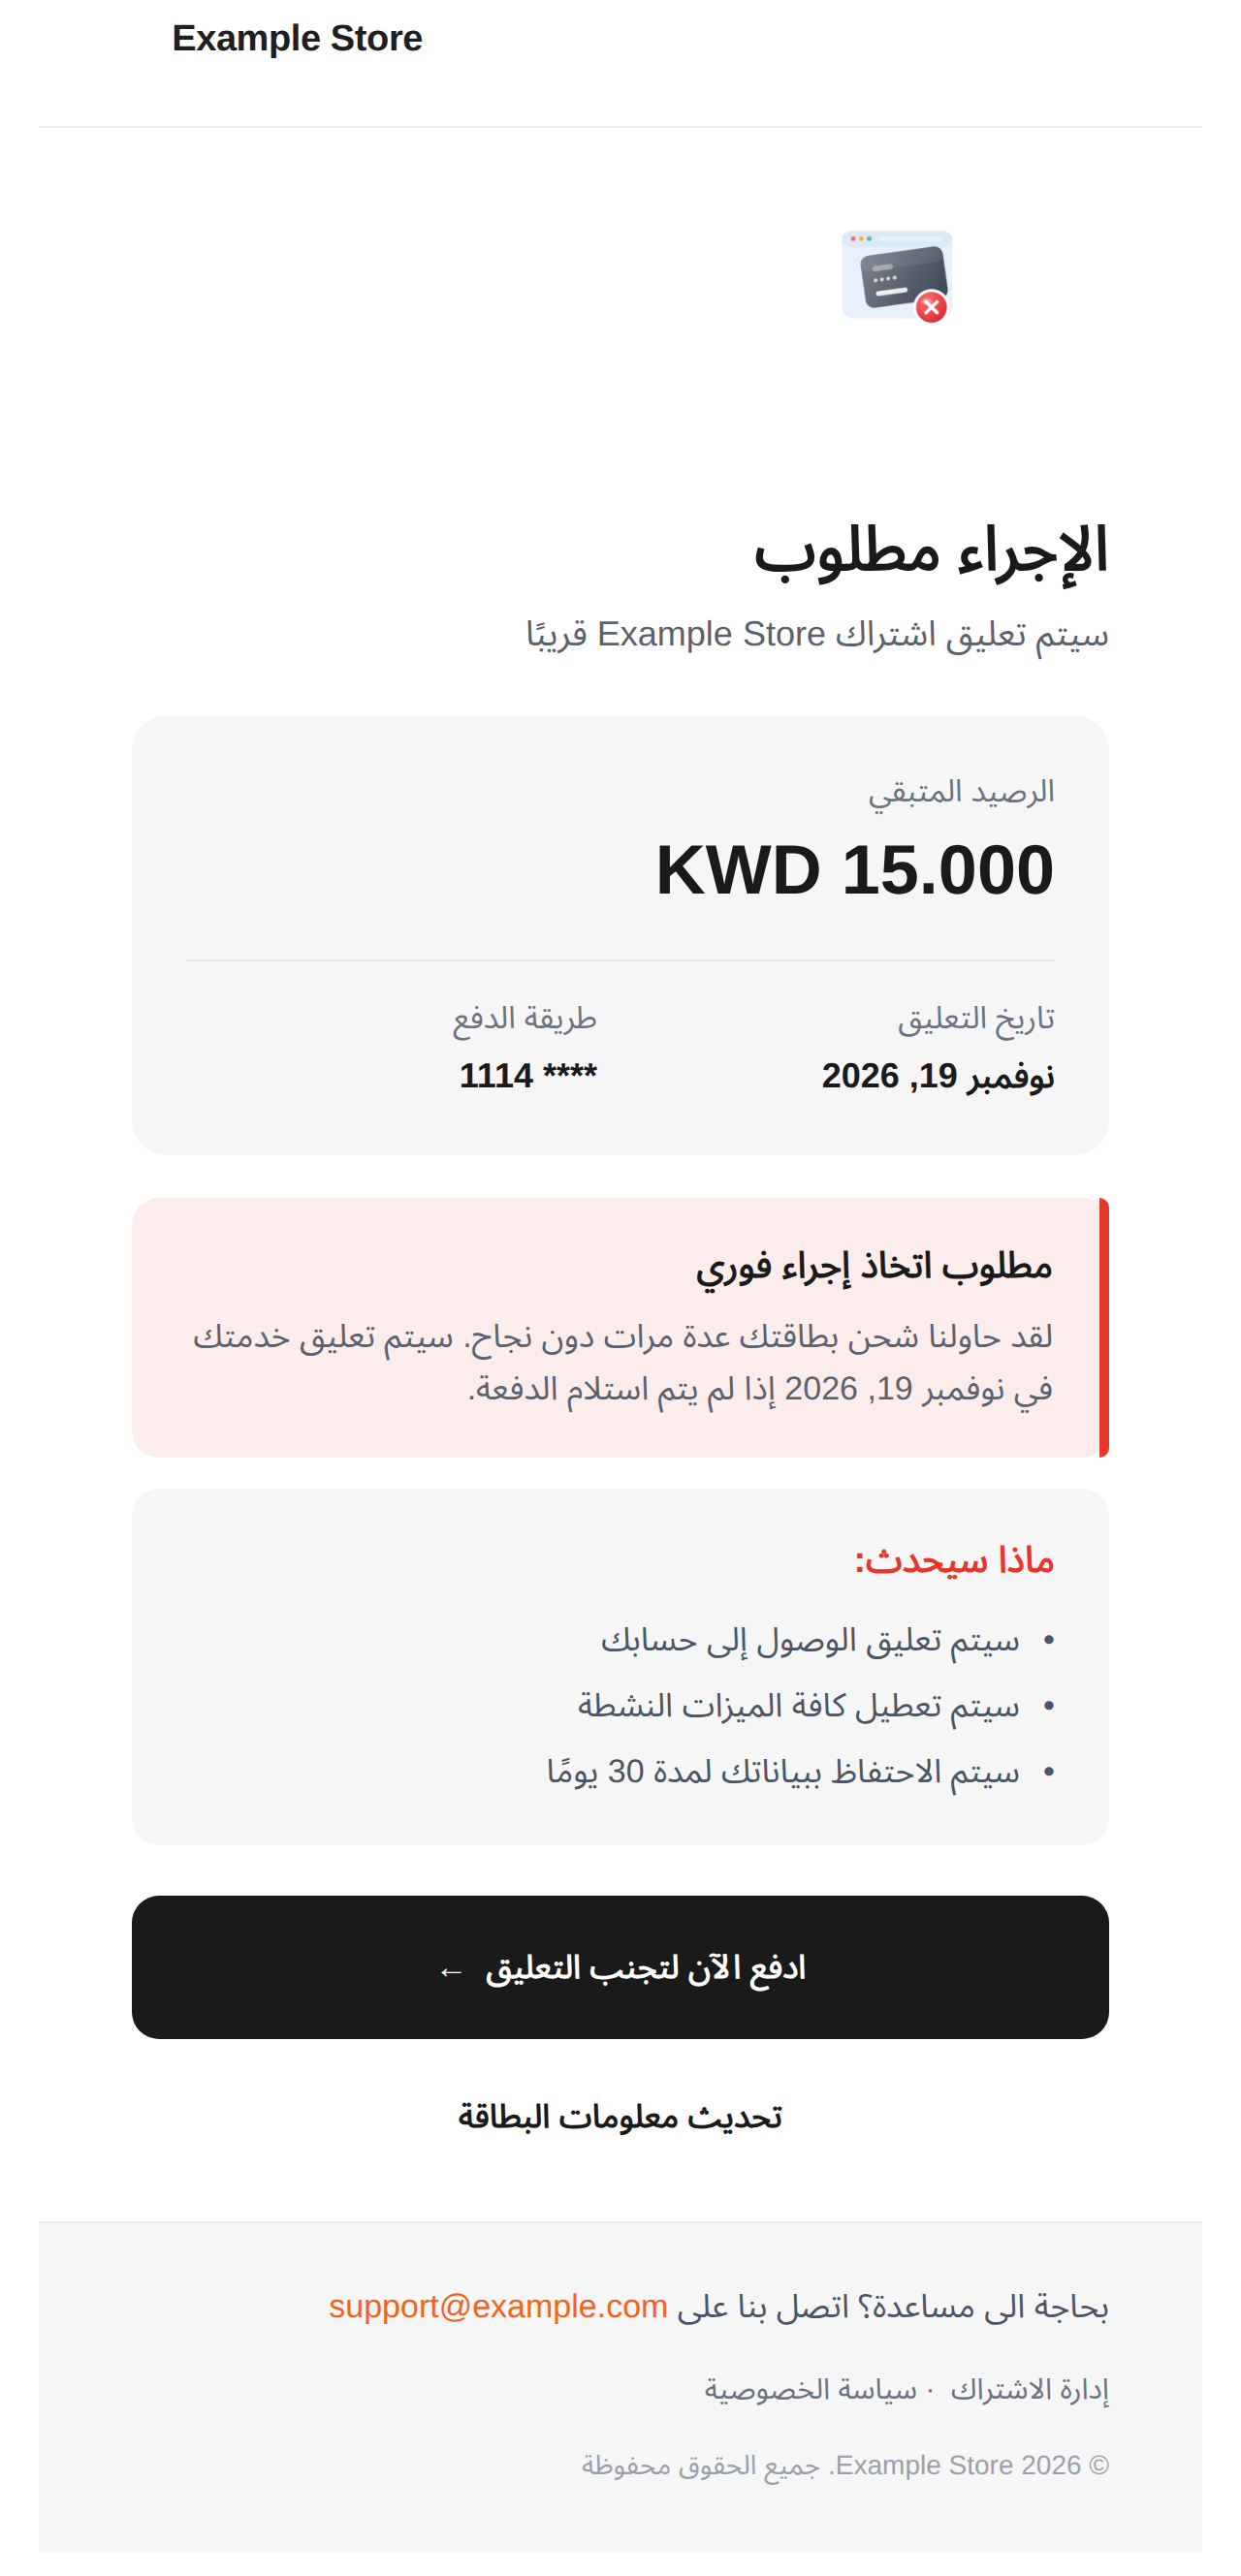 Example Store
الإجراء مطلوب
سيتم تعليق اشتراك Example Store قريبًا
الرصيد المتبقي
KWD 15.000
تاريخ التعليق
نوفمبر 19, 2026
طريقة الدفع
**** 1114
مطلوب اتخاذ إجراء فوري
لقد حاولنا شحن بطاقتك عدة مرات دون نجاح. سيتم تعليق خدمتك
في نوفمبر 19, 2026 إذا لم يتم استلام الدفعة.
ماذا سيحدث:
• سيتم تعليق الوصول إلى حسابك
• سيتم تعطيل كافة الميزات النشطة
• سيتم الاحتفاظ ببياناتك لمدة 30 يومًا
ادفع الآن لتجنب التعليق ←
تحديث معلومات البطاقة
بحاجة الى مساعدة؟ اتصل بنا على support@example.com
إدارة الاشتراك · سياسة الخصوصية
© 2026 Example Store. جميع الحقوق محفوظة